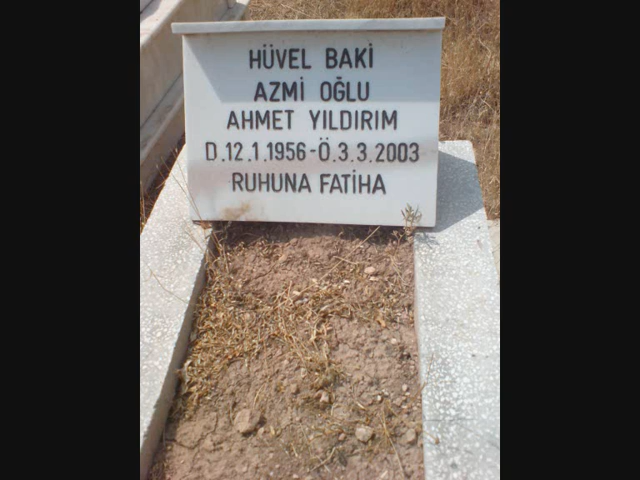 HÜVEL BAKİ
AZMİ OĞLU
AHMET YILDIRIM
D.12.1.1956-Ö.3.3.2003
RUHUNA FATİHA